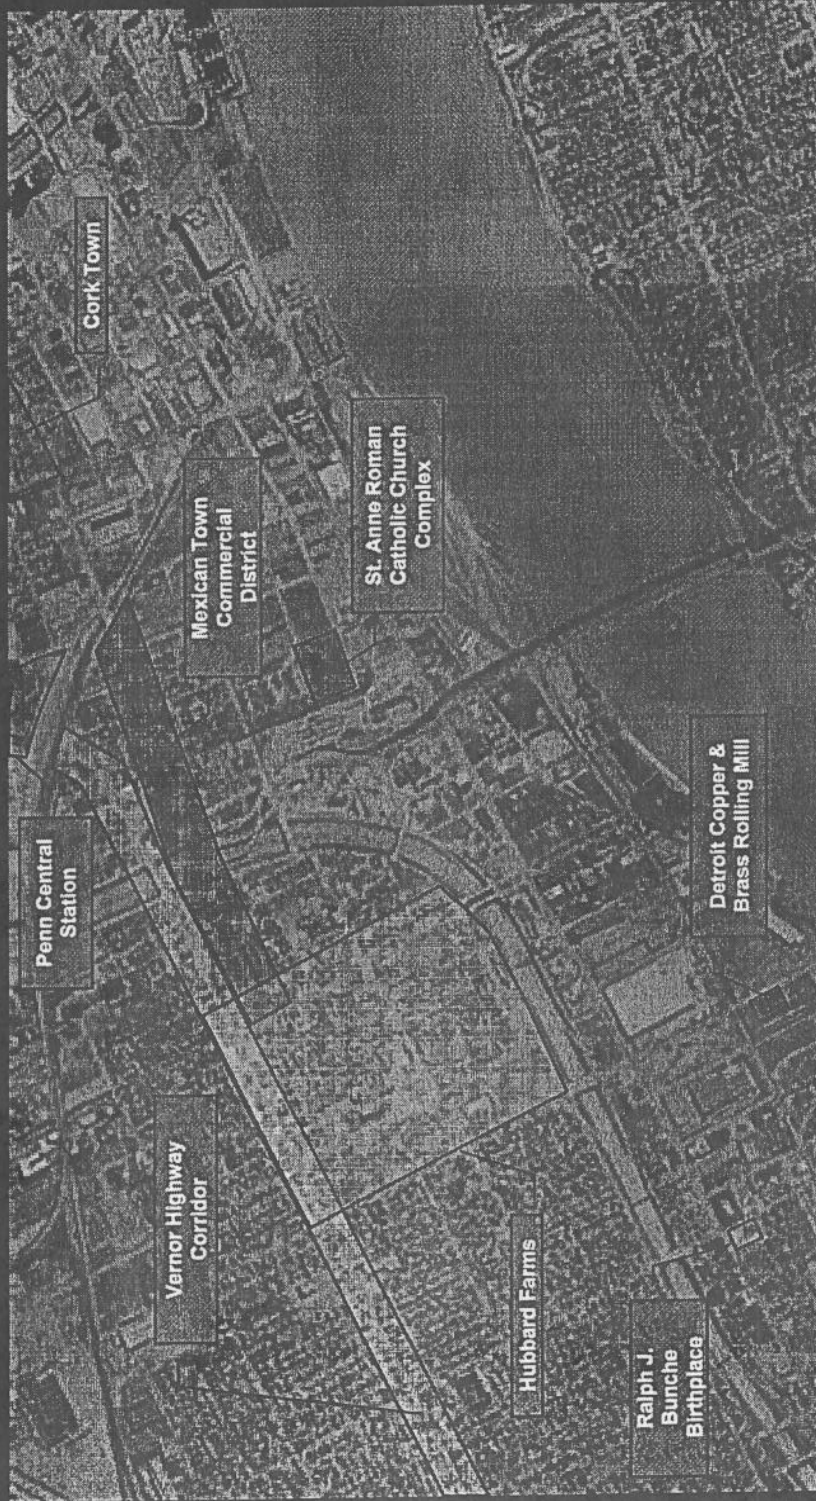 Penn Central
Station
Vernor Highway
Corridor
Cork Town
Mexican Town
Commercial
District
St. Anne Roman
Catholic Church
Complex
Hubbard Farms
Ralph J.
Bunche
Birthplace
Detroit Copper &
Brass Rolling Mill